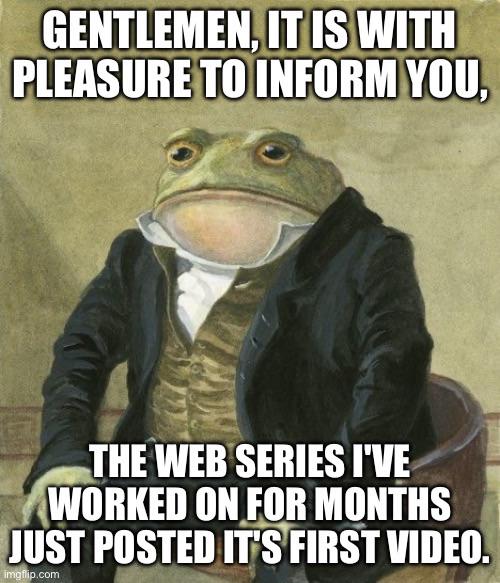 GENTLEMEN, IT IS WITH
PLEASURE TO INFORM YOU,
THE WEB SERIES I'VE
WORKED ON FOR MONTHS
JUST POSTED IT'S FIRST VIDEO.
imgflip.com